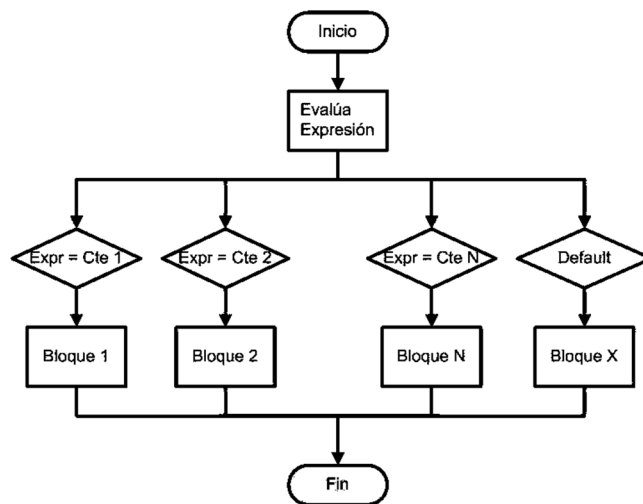 Inicio
Evalúa
Expresión
Expr = Cte 1
Expr = Cte 2
Expr = Cte N
Default
Bloque 1
Bloque 2
Bloque N
Bloque X
Fin